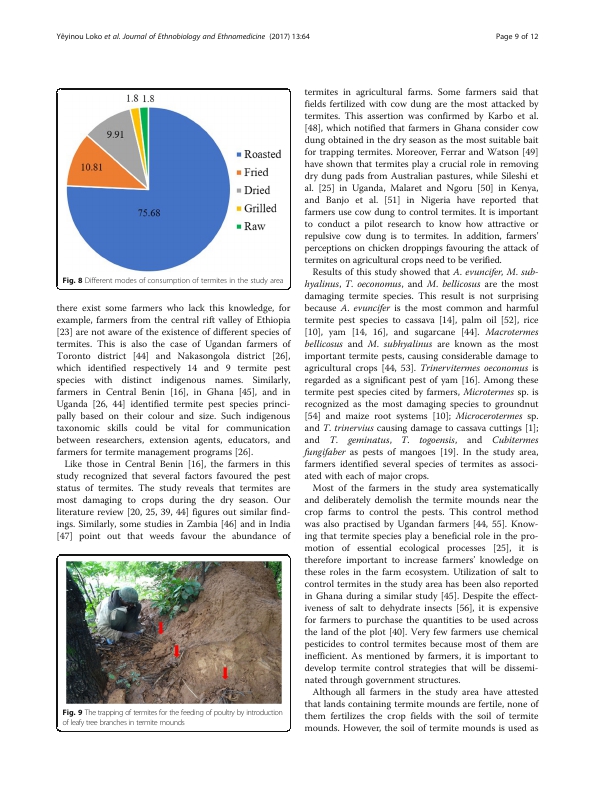 Yêyinou Loko et al. Journal of Ethnobiology and Ethnomedicine (2017) 13:64
Page 9 of 12
1.8 1.8
9.91
10.81
75.68
Roasted
Fried
Dried
Grilled
Raw
Fig. 8 Different modes of consumption of termites in the study area
there exist some farmers who lack this knowledge, for
example, farmers from the central rift valley of Ethiopia
[23] are not aware of the existence of different species of
termites. This is also the case of Ugandan farmers of
Toronto district [44] and Nakasongola district [26],
which identified respectively 14 and 9 termite pest
species with distinct indigenous names. Similarly,
farmers in Central Benin [16], in Ghana [45], and in
Uganda [26, 44] identified termite pest species princi-
pally based on their colour and size. Such indigenous
taxonomic skills could be vital for communication
between researchers, extension agents, educators, and
farmers for termite management programs [26].
Like those in Central Benin [16], the farmers in this
study recognized that several factors favoured the pest
status of termites. The study reveals that termites are
most damaging to crops during the dry season. Our
literature review [20, 25, 39, 44] figures out similar find-
ings. Similarly, some studies in Zambia [46] and in India
[47] point out that weeds favour the abundance of
Fig. 9 The trapping of termites for the feeding of poultry by introduction
of leafy tree branches in termite mounds
termites in agricultural farms. Some farmers said that
fields fertilized with cow dung are the most attacked by
termites. This assertion was confirmed by Karbo et al.
[48], which notified that farmers in Ghana consider cow
dung obtained in the dry season as the most suitable bait
for trapping termites. Moreover, Ferrar and Watson [49]
have shown that termites play a crucial role in removing
dry dung pads from Australian pastures, while Sileshi et
al. [25] in Uganda, Malaret and Ngoru [50] in Kenya,
and Banjo et al. [51] in Nigeria have reported that
farmers use cow dung to control termites. It is important
to conduct a pilot research to know how attractive or
repulsive cow dung is to termites. In addition, farmers'
perceptions on chicken droppings favouring the attack of
termites on agricultural crops need to be verified.
Results of this study showed that A. evuncifer, M. sub-
hyalinus, T. oeconomus, and M. bellicosus are the most
damaging termite species. This result is not surprising
because A. evuncifer is the most common and harmful
termite pest species to cassava [14], palm oil [52], rice
[10], yam [14, 16], and sugarcane [44]. Macrotermes
bellicosus and M. subhyalinus are known as the most
important termite pests, causing considerable damage to
agricultural crops [44, 53]. Trinervitermes oeconomus is
regarded as a significant pest of yam [16]. Among these
termite pest species cited by farmers, Microtermes sp. is
recognized as the most damaging species to groundnut
[54] and maize root systems [10]; Microcerotermes sp.
and T. trinervius causing damage to cassava cuttings [1];
and T. geminatus, T. togoensis, and Cubitermes
fungifaber as pests of mangoes [19]. In the study area,
farmers identified several species of termites as associ-
ated with each of major crops.
Most of the farmers in the study area systematically
and deliberately demolish the termite mounds near the
crop farms to control the pests. This control method
was also practised by Ugandan farmers [44, 55]. Know-
ing that termite species play a beneficial role in the pro-
motion of essential ecological processes [25], it is
therefore important to increase farmers' knowledge on
these roles in the farm ecosystem. Utilization of salt to
control termites in the study area has been also reported
in Ghana during a similar study [45]. Despite the effect-
iveness of salt to dehydrate insects [56], it is expensive
for farmers to purchase the quantities to be used across
the land of the plot [40]. Very few farmers use chemical
pesticides to control termites because most of them are
inefficient. As mentioned by farmers, it is important to
develop termite control strategies that will be dissemi-
nated through government structures.
Although all farmers in the study area have attested
that lands containing termite mounds are fertile, none of
them fertilizes the crop fields with the soil of termite
mounds. However, the soil of termite mounds is used as